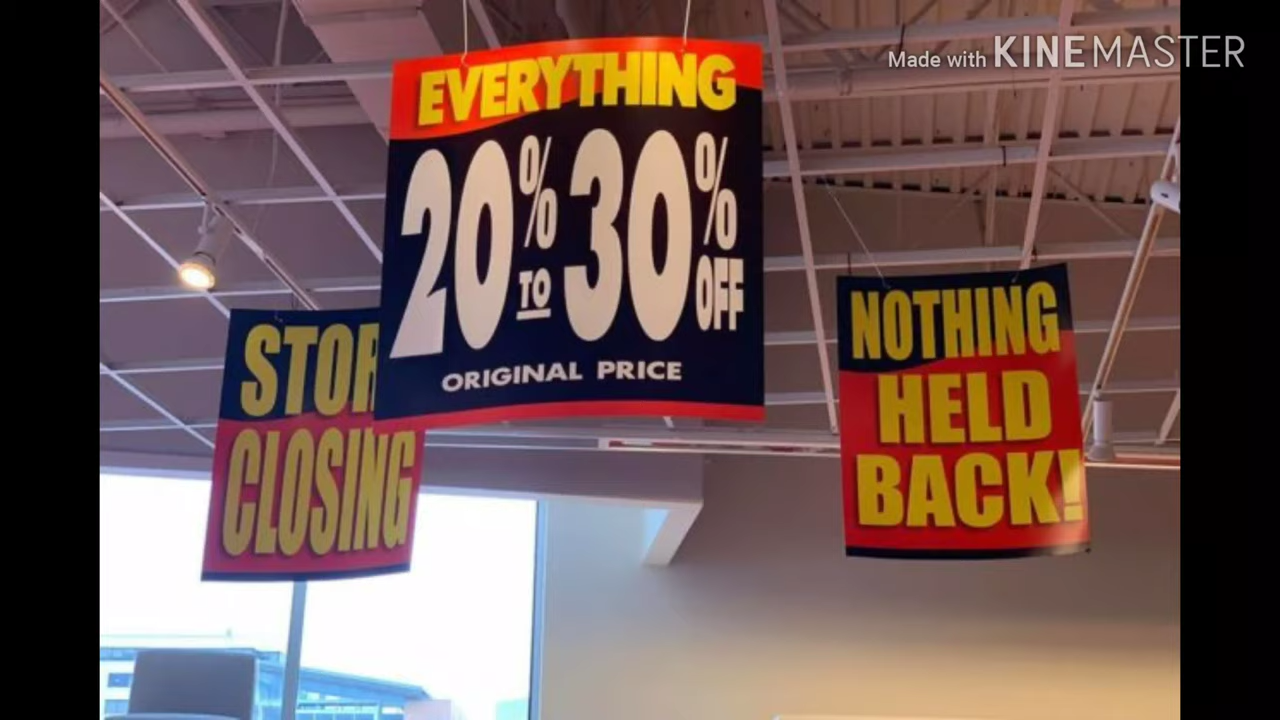 Made with KINEMASTER
EVERYTHING
20% TO 30% OFF
ORIGINAL PRICE
STOR
CLOSING
NOTHING
HELD
BACK!